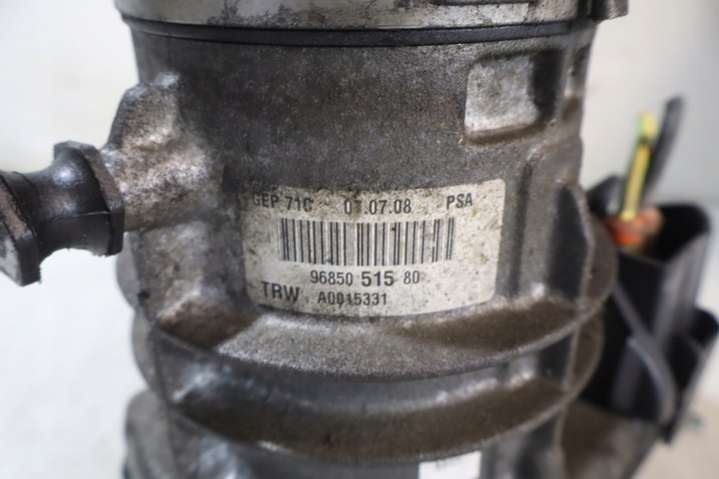 GEP 71C - 01.07.08 PSA
96850 515 80
TRW A0015331